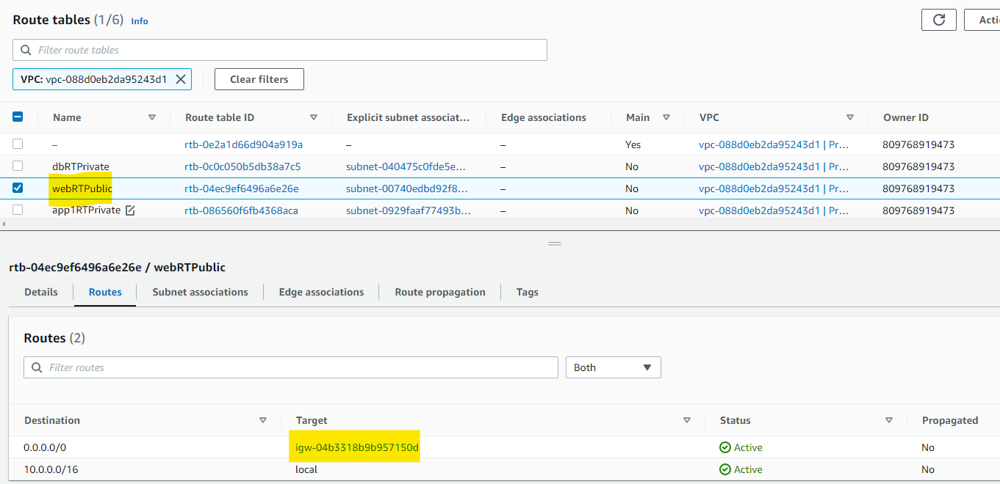 Route tables (1/6) Info
Acti
Filter route tables
VPC: vpc-088d0eb2da95243d1 Clear filters
Name Route table ID Explicit subnet associat... Edge associations Main VPC Owner ID
– rtb-0e2a1d66d904a919a – – Yes vpc-088d0eb2da95243d1 | Pr... 809768919473
dbRTPrivate rtb-0c0c050b5db38a7c5 subnet-040475c0fde5e... – No vpc-088d0eb2da95243d1 | Pr... 809768919473
webRTPublic rtb-04ec9ef6496a6e26e subnet-00740edbd92f8... – No vpc-088d0eb2da95243d1 | Pr... 809768919473
app1RTPrivate rtb-086560f6fb4368aca subnet-0929faaf77493b... – No vpc-088d0eb2da95243d1 | Pr... 809768919473
rtb-04ec9ef6496a6e26e / webRTPublic
Details Routes Subnet associations Edge associations Route propagation Tags
Routes (2)
Filter routes Both
Destination Target Status Propagated
0.0.0.0/0 igw-04b3318b9b957150d Active No
10.0.0.0/16 local Active No